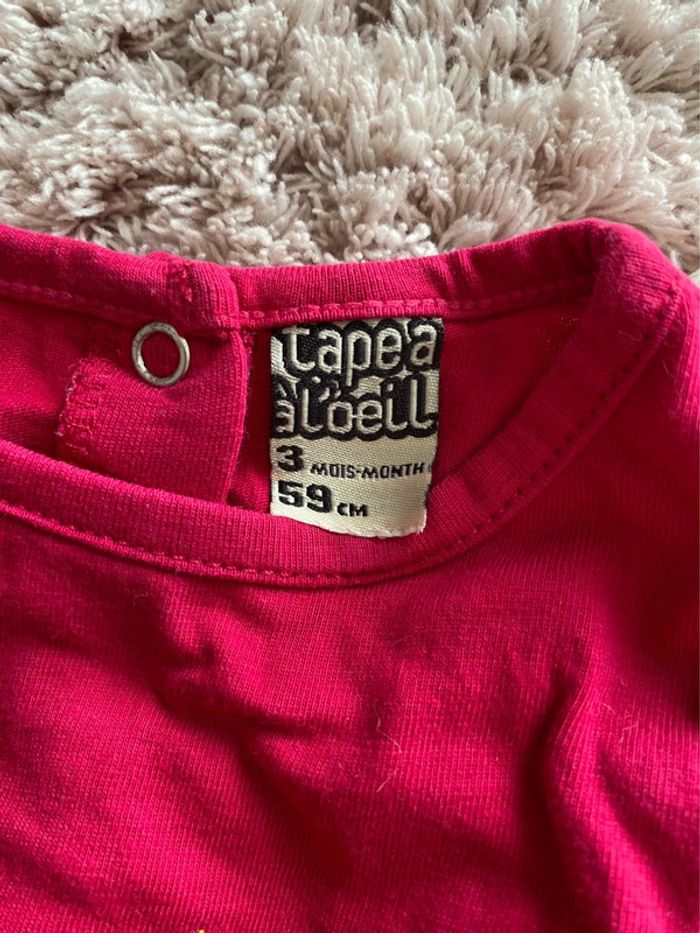 tape à
à l'oeil
3 MOIS-MONTH
59 CM